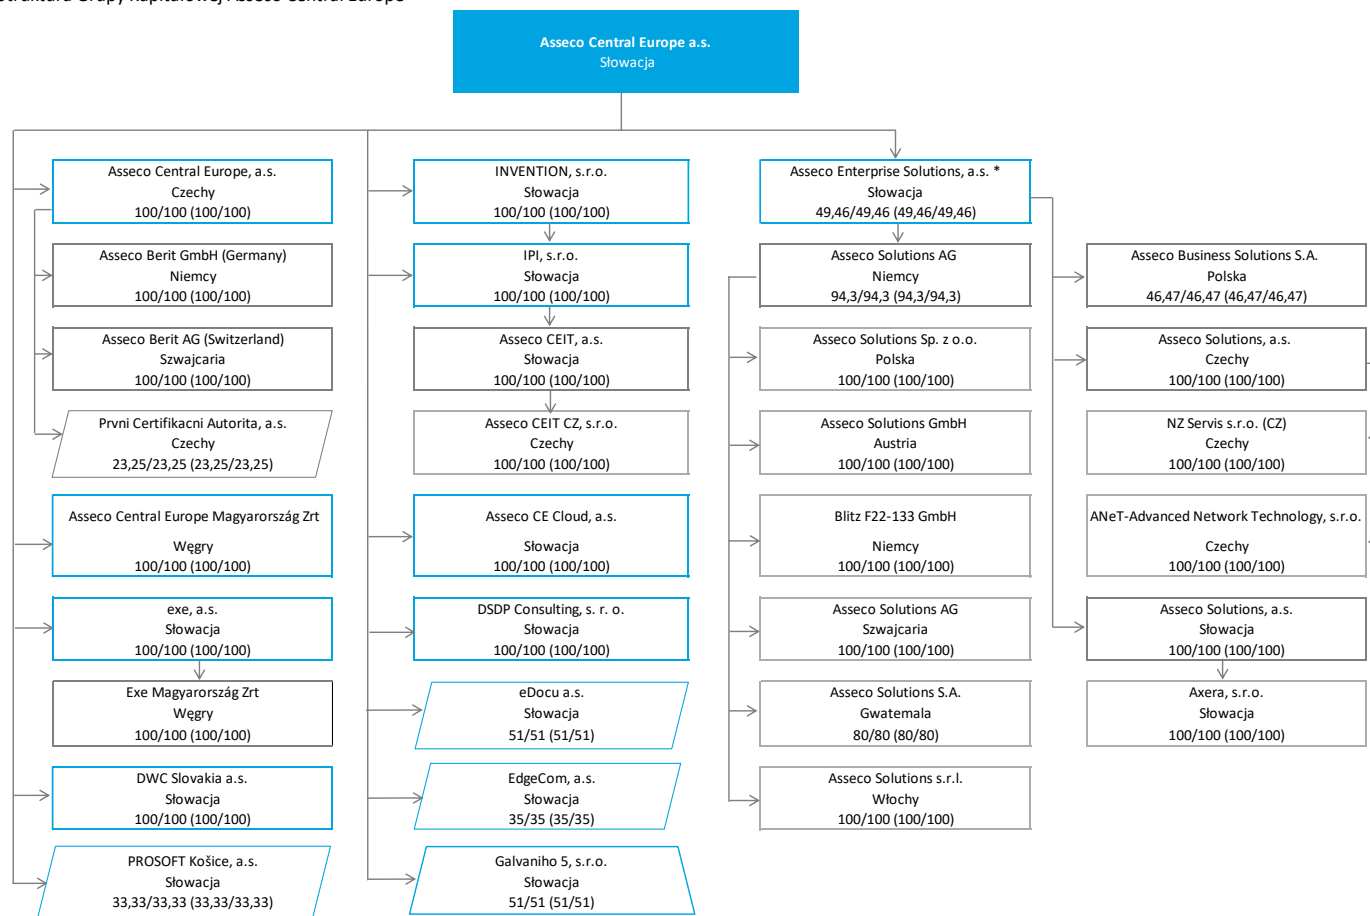 Struktura Grupy Kapitałowej Asseco Central Europe
Asseco Central Europe a.s.
Słowacja
Asseco Central Europe, a.s.
Czechy
100/100 (100/100)
Asseco Berit GmbH (Germany)
Niemcy
100/100 (100/100)
Asseco Berit AG (Switzerland)
Szwajcaria
100/100 (100/100)
Prvni Certifikacni Autorita, a.s.
Czechy
23,25/23,25 (23,25/23,25)
Asseco Central Europe Magyarország Zrt
Węgry
100/100 (100/100)
exe, a.s.
Słowacja
100/100 (100/100)
Exe Magyarország Zrt
Węgry
100/100 (100/100)
DWC Slovakia a.s.
Słowacja
100/100 (100/100)
PROSOFT Košice, a.s.
Słowacja
33,33/33,33 (33,33/33,33)
INVENTION, s.r.o.
Słowacja
100/100 (100/100)
IPI, s.r.o.
Słowacja
100/100 (100/100)
Asseco CEIT, a.s.
Słowacja
100/100 (100/100)
Asseco CEIT CZ, s.r.o.
Czechy
100/100 (100/100)
Asseco CE Cloud, a.s.
Słowacja
100/100 (100/100)
DSDP Consulting, s. r. o.
Słowacja
100/100 (100/100)
eDocu a.s.
Słowacja
51/51 (51/51)
EdgeCom, a.s.
Słowacja
35/35 (35/35)
Galvaniho 5, s.r.o.
Słowacja
51/51 (51/51)
Asseco Enterprise Solutions, a.s. *
Słowacja
49,46/49,46 (49,46/49,46)
Asseco Solutions AG
Niemcy
94,3/94,3 (94,3/94,3)
Asseco Solutions Sp. z o.o.
Polska
100/100 (100/100)
Asseco Solutions GmbH
Austria
100/100 (100/100)
Blitz F22-133 GmbH
Niemcy
100/100 (100/100)
Asseco Solutions AG
Szwajcaria
100/100 (100/100)
Asseco Solutions S.A.
Gwatemala
80/80 (80/80)
Asseco Solutions s.r.l.
Włochy
100/100 (100/100)
Asseco Business Solutions S.A.
Polska
46,47/46,47 (46,47/46,47)
Asseco Solutions, a.s.
Czechy
100/100 (100/100)
NZ Servis s.r.o. (CZ)
Czechy
100/100 (100/100)
ANeT-Advanced Network Technology, s.r.o.
Czechy
100/100 (100/100)
Asseco Solutions, a.s.
Słowacja
100/100 (100/100)
Axera, s.r.o.
Słowacja
100/100 (100/100)